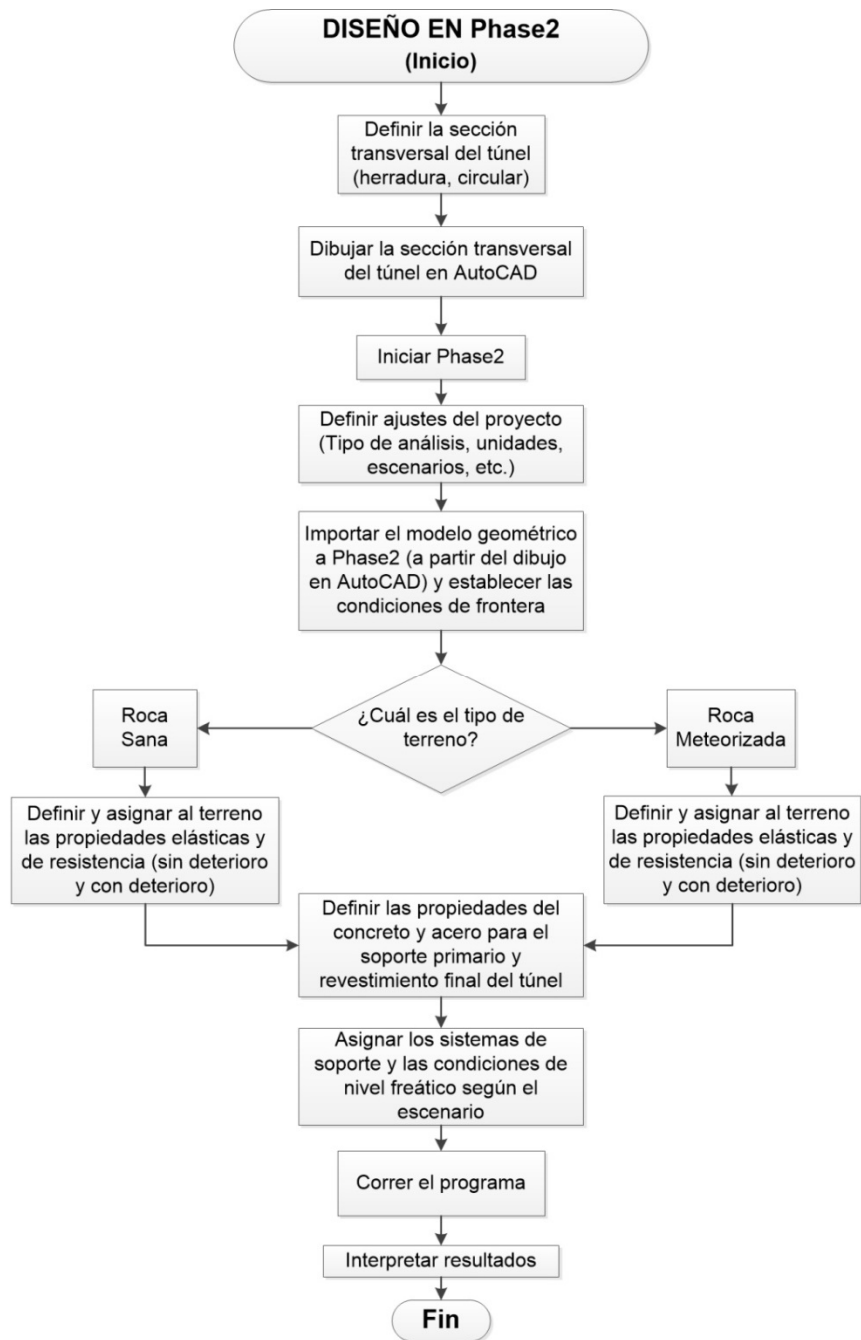 DISEÑO EN Phase2
(Inicio)
Definir la sección
transversal del túnel
(herradura, circular)
Dibujar la sección transversal
del túnel en AutoCAD
Iniciar Phase2
Definir ajustes del proyecto
(Tipo de análisis, unidades,
escenarios, etc.)
Importar el modelo geométrico
a Phase2 (a partir del dibujo
en AutoCAD) y establecer las
condiciones de frontera
¿Cuál es el tipo de
terreno?
Roca
Sana
Roca
Meteorizada
Definir y asignar al terreno
las propiedades elásticas y
de resistencia (sin deterioro
y con deterioro)
Definir y asignar al terreno
las propiedades elásticas y
de resistencia (sin deterioro
y con deterioro)
Definir las propiedades del
concreto y acero para el
soporte primario y
revestimiento final del túnel
Asignar los sistemas de
soporte y las condiciones de
nivel freático según el
escenario
Correr el programa
Interpretar resultados
Fin